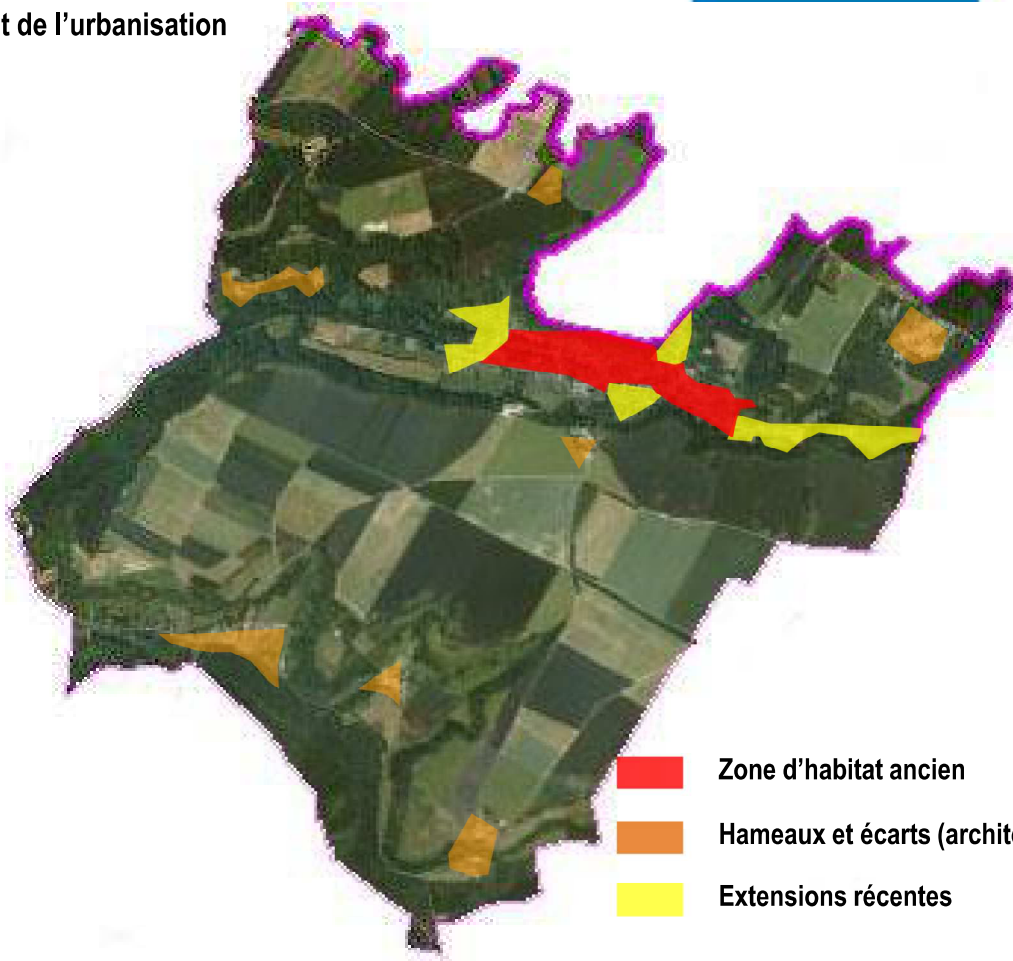 t de l’urbanisation
Zone d’habitat ancien
Hameaux et écarts (archit
Extensions récentes